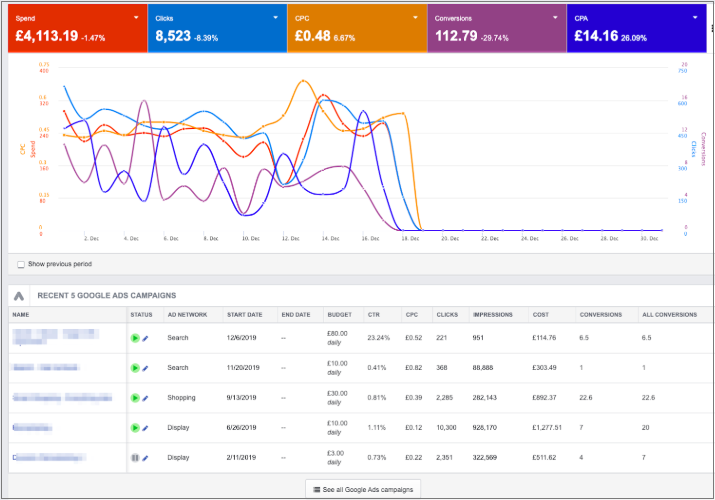 Spend
£4,113.19 -1.47%
Clicks
8,523 -8.39%
CPC
£0.48 6.67%
Conversions
112.79 -29.74%
CPA
£14.16 26.09%
0.75
400
0.6
320
0.45
240
0.3
160
0.15
80
0
0
CPC
Spend
20
750
16
600
12
450
8
300
4
150
0
0
Clicks
Conversions
2. Dec 4. Dec 6. Dec 8. Dec 10. Dec 12. Dec 14. Dec 16. Dec 18. Dec 20. Dec 22. Dec 24. Dec 26. Dec 28. Dec 30. Dec
Show previous period
RECENT 5 GOOGLE ADS CAMPAIGNS
NAME STATUS AD NETWORK START DATE END DATE BUDGET CTR CPC CLICKS IMPRESSIONS COST CONVERSIONS ALL CONVERSIONS
Search 12/6/2019 -- £80.00 daily 23.24% £0.52 221 951 £114.76 6.5 6.5
Search 11/20/2019 -- £10.00 daily 0.41% £0.82 368 88,888 £303.49 1 1
Shopping 9/13/2019 -- £30.00 daily 0.81% £0.39 2,285 282,143 £892.37 22.6 22.6
Display 6/26/2019 -- £10.00 daily 1.11% £0.12 10,300 928,170 £1,277.51 7 20
Display 2/11/2019 -- £3.00 daily 0.73% £0.22 2,351 322,569 £511.62 4 7
See all Google Ads campaigns